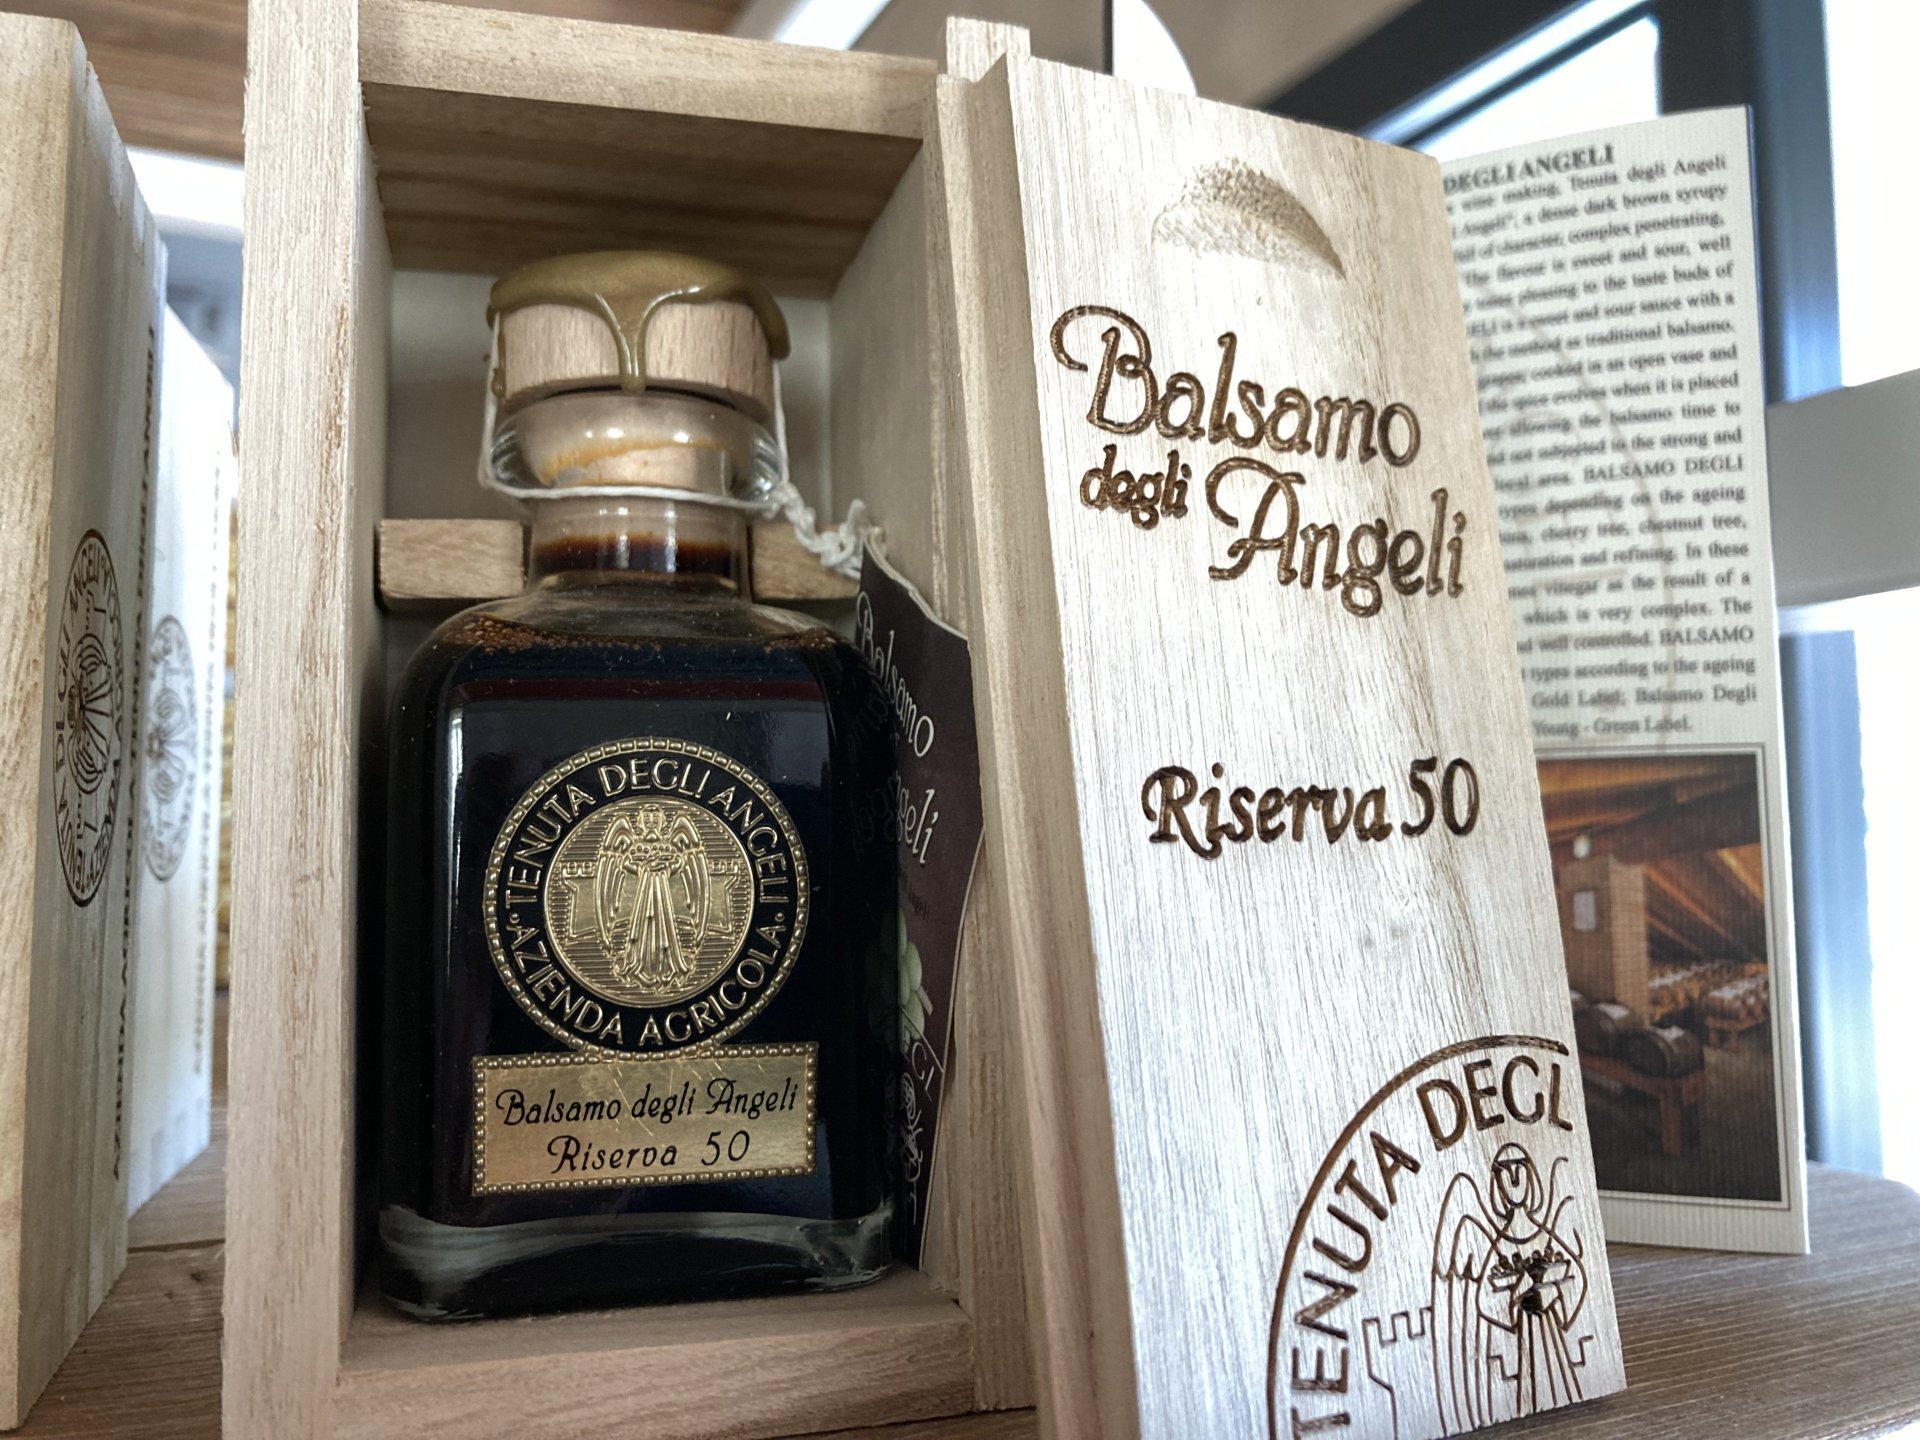 TENUTA DEGLI ANGELI
AZIENDA AGRICOLA
Balsamo degli Angeli
Riserva 50
Balsamo
degli Angeli
Riserva 50
TENUTA DEGL
Balsamo
geli
DEGLI ANGELI
wine making, Tenuta degli Angeli
Angeli", a dense dark brown syrupy
of character, complex penetrating,
The flavour is sweet and sour, well
pleasing to the taste buds of
is a sweet and sour sauce with a
the method as traditional balsamo.
cooked in an open vase and
the spice evolves when it is placed
allowing the balsamo time to
not subjected to the strong and
local area. BALSAMO DEGLI
types depending on the ageing
cherry tree, chestnut tree,
maturation and refining. In these
vinegar as the result of a
which is very complex. The
and well controlled. BALSAMO
types according to the ageing
Gold Label; Balsamo Degli
Young - Green Label.